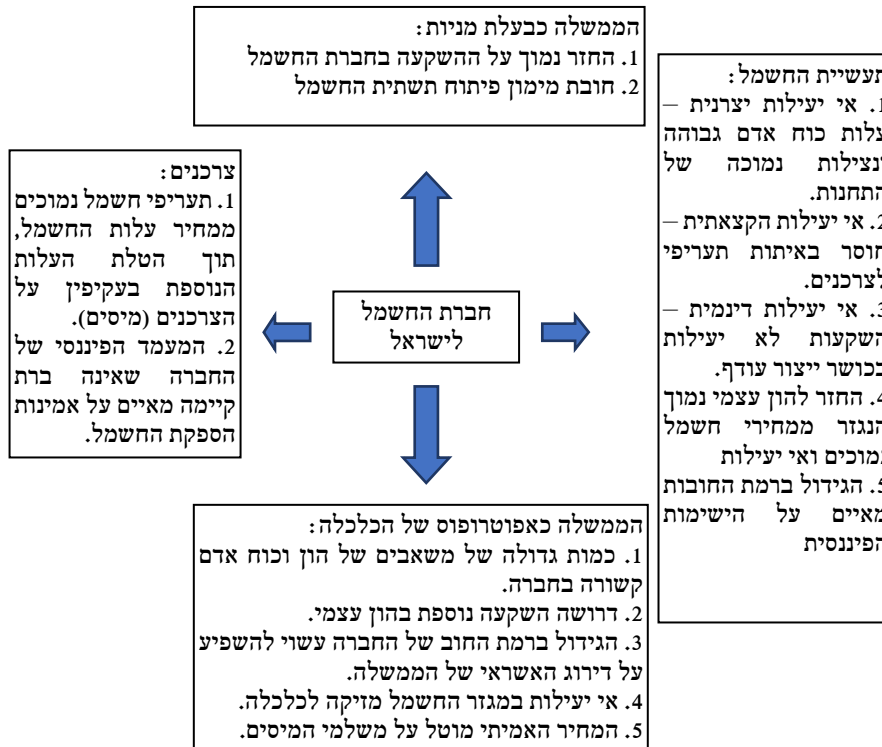 הממשלה כבעלת מניות:
1. החזר נמוך על ההשקעה בחברת החשמל
2. חובת מימון פיתוח תשתית החשמל
תעשיית החשמל:
1. אי יעילות יצרנית –
עלות כוח אדם גבוהה
ונצילות נמוכה של
התחנות.
2. אי יעילות הקצאתית –
חוסר באיתות תעריפי
לצרכנים.
3. אי יעילות דינמית –
השקעות לא יעילות
בכושר ייצור עודף.
4. החזר להון עצמי נמוך
הנגזר ממחירי חשמל
נמוכים ואי יעילות
5. הגידול ברמת החובות
מאיים על הישימות
הפיננסית
חברת החשמל
לישראל
צרכנים:
1. תעריפי חשמל נמוכים
ממחיר עלות החשמל,
תוך הטלת העלות
הנוספת בעקיפין על
הצרכנים (מיסים).
2. המעמד הפיננסי של
החברה שאינה ברת
קיימה מאיים על אמינות
הספקת החשמל.
הממשלה כאפוטרופוס של הכלכלה:
1. כמות גדולה של משאבים של הון וכוח אדם
קשורה בחברה.
2. דרושה השקעה נוספת בהון עצמי.
3. הגידול ברמת החוב של החברה עשוי להשפיע
על דירוג האשראי של הממשלה.
4. אי יעילות במגזר החשמל מזיקה לכלכלה.
5. המחיר האמיתי מוטל על משלמי המיסים.